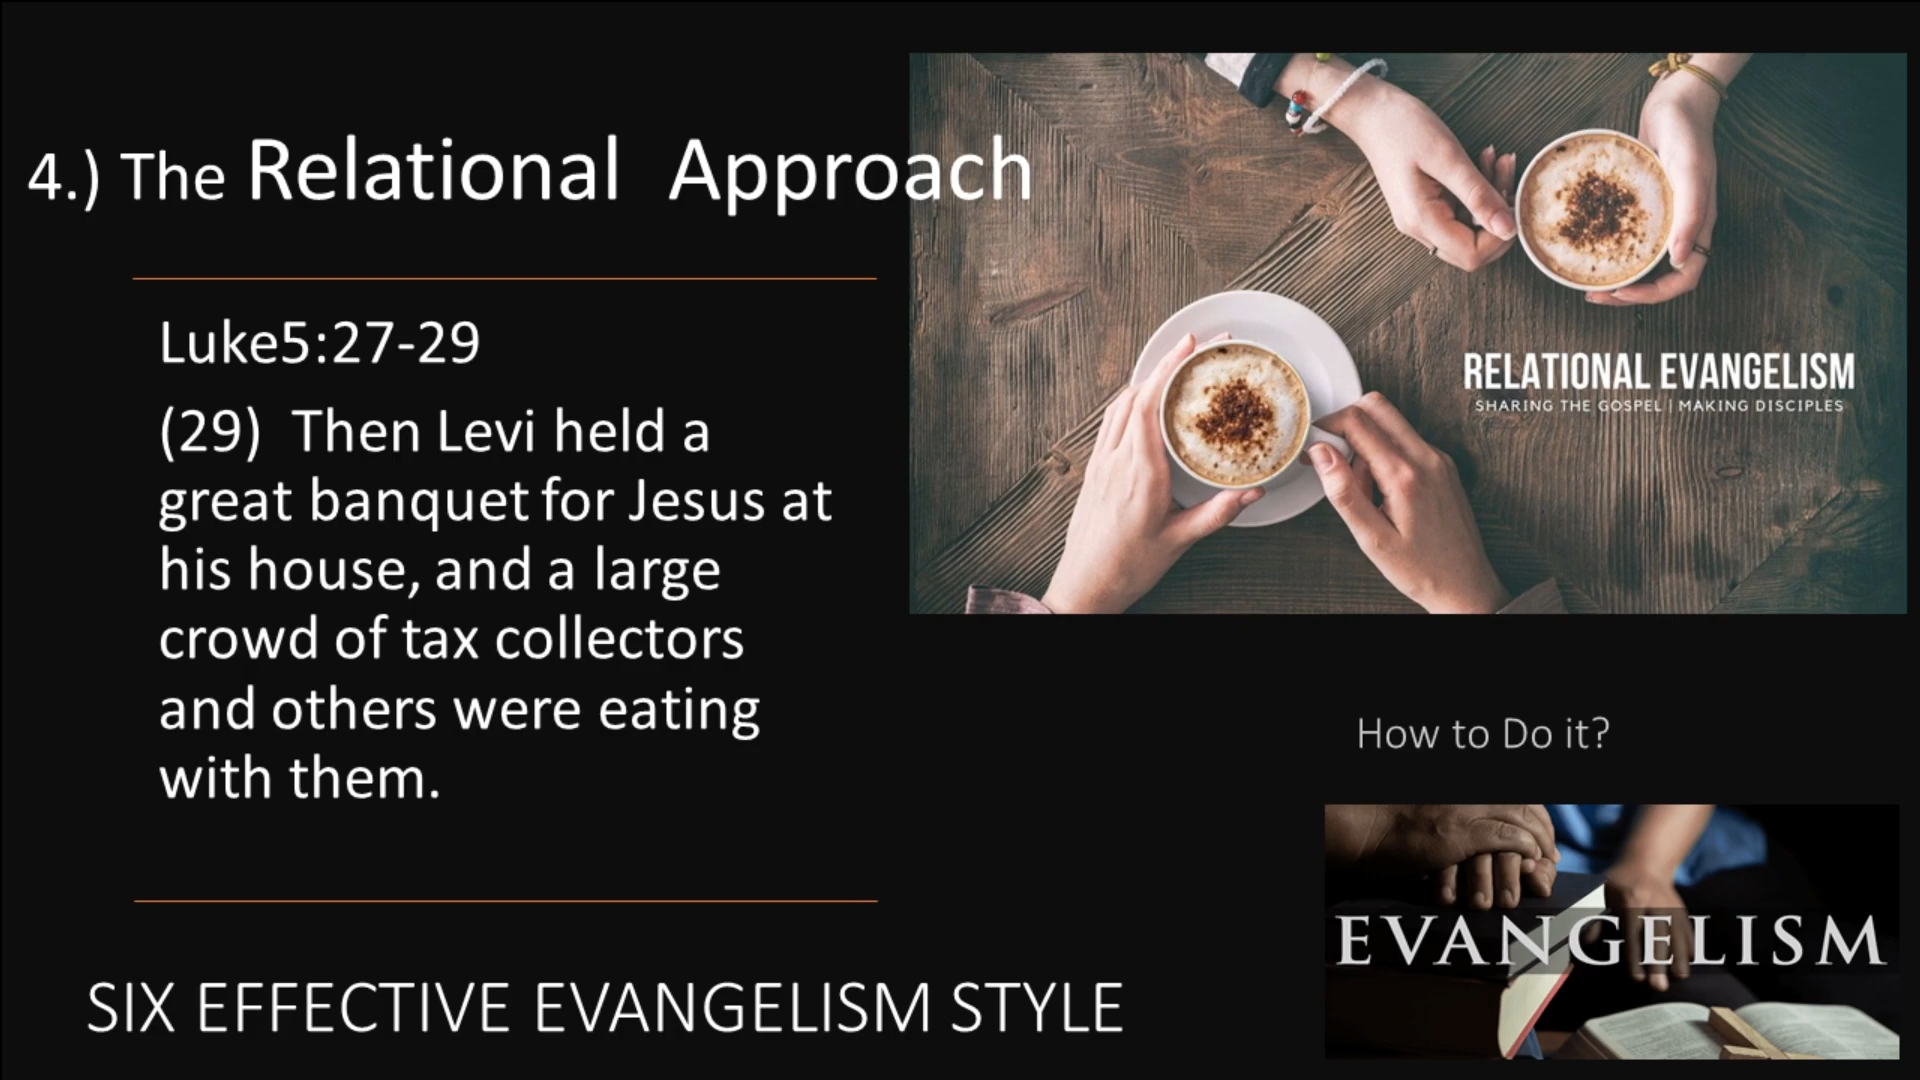 4.) The Relational Approach
Luke5:27-29
(29) Then Levi held a
great banquet for Jesus at
his house, and a large
crowd of tax collectors
and others were eating
with them.
RELATIONAL EVANGELISM
SHARING THE GOSPEL | MAKING DISCIPLES
How to Do it?
EVANGELISM
SIX EFFECTIVE EVANGELISM STYLE